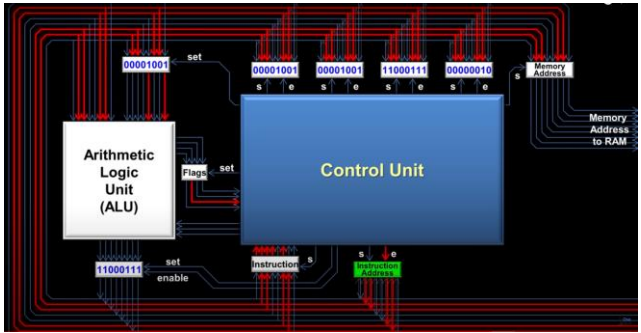 00001001
set
00001001
00001001
11000111
00000010
s
e
s
e
s
e
s
e
s
Memory
Address
Memory
Address
to RAM
Arithmetic
Logic
Unit
(ALU)
Flags
set
Control Unit
11000111
set
enable
Instruction
s
s
e
Instruction
Address